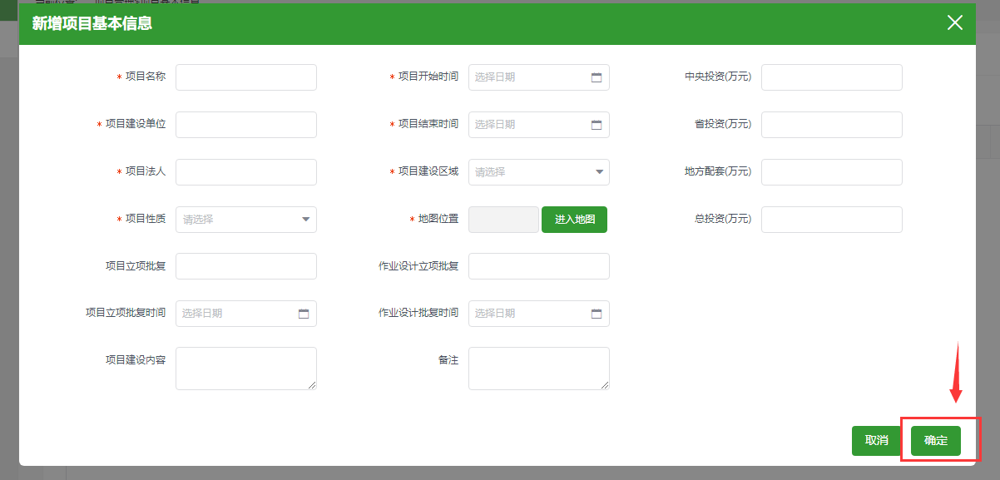 新增项目基本信息
* 项目名称
* 项目开始时间 选择日期
中央投资(万元)
* 项目建设单位
* 项目结束时间 选择日期
省投资(万元)
* 项目法人
* 项目建设区域 请选择
地方配套(万元)
* 项目性质 请选择
* 地图位置 进入地图
总投资(万元)
项目立项批复
作业设计立项批复
项目立项批复时间 选择日期
作业设计批复时间 选择日期
项目建设内容
备注
取消 确定